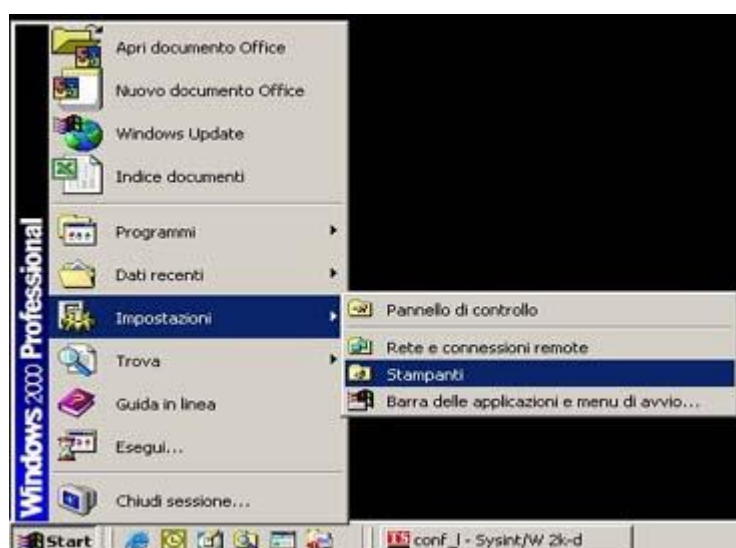 Apri documento Office
Nuovo documento Office
Windows Update
Indice documenti
Programmi
Dati recenti
Impostazioni
Trova
Guida in linea
Esegui...
Chiudi sessione...
Windows 2000 Professional
Pannello di controllo
Rete e connessioni remote
Stampanti
Barra delle applicazioni e menu di avvio...
Start
conf_l - Sysint/W 2k-d